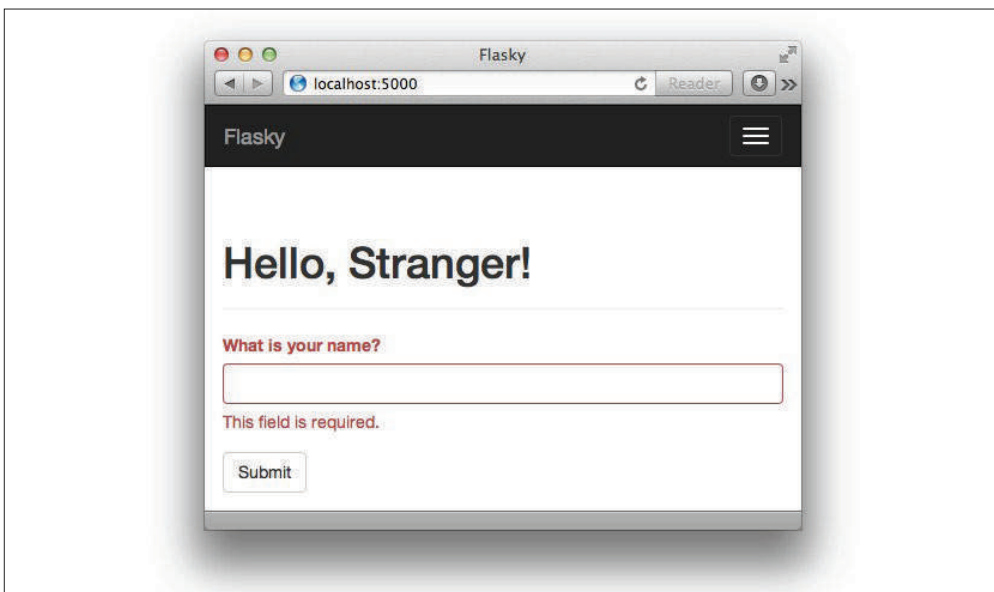 Flasky
localhost:5000
Reader
Flasky
Hello, Stranger!
What is your name?
This field is required.
Submit